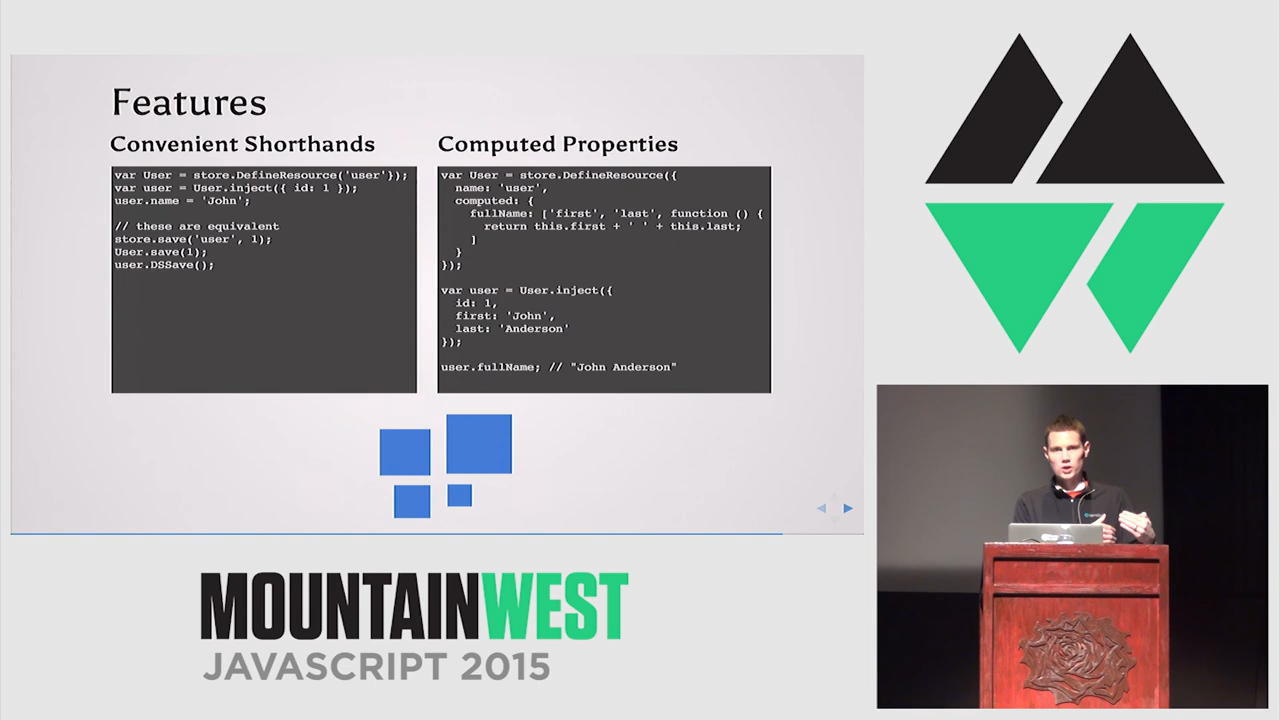 Features
Convenient Shorthands
var User = store.DefineResource('user'});
var user = User.inject({ id: 1 });
user.name = 'John';
// these are equivalent
store.save('user', 1);
User.save(1);
user.DSSave();
Computed Properties
var User = store.DefineResource({
name: 'user',
computed: {
fullName: ['first', 'last', function () {
return this.first + ' ' + this.last;
]
}
});
var user = User.inject({
id: 1,
first: 'John',
last: 'Anderson'
});
user.fullName; // "John Anderson"
MOUNTAINWEST
JAVASCRIPT 2015